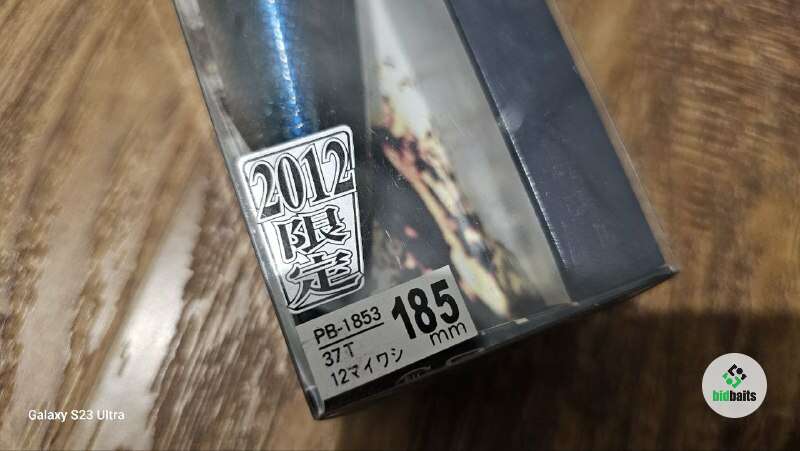 2012
限
定
PB-1853
37T
12マイワシ
185
mm
Galaxy S23 Ultra
bidbaits